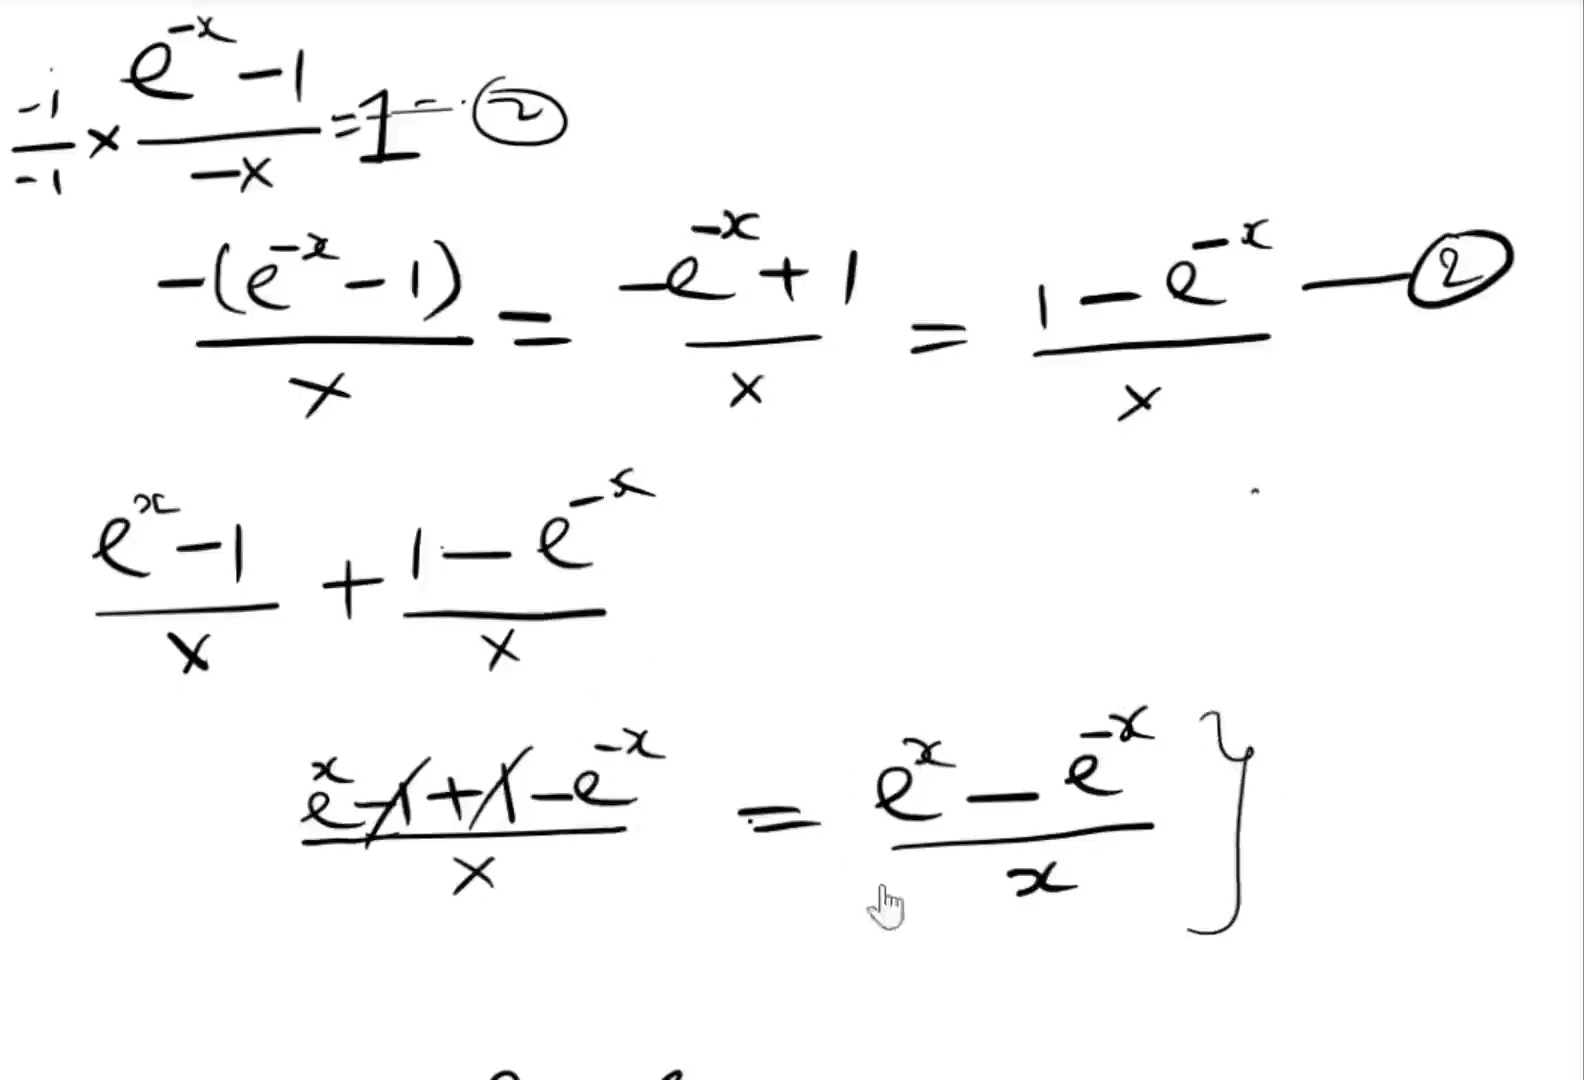 -1/-1 × (e^{-x} - 1)/(-x) = 1 - ②
-(e^{-x} - 1)/x = (-e^{-x} + 1)/x = (1 - e^{-x})/x — ②
(e^x - 1)/x + (1 - e^{-x})/x
(e^x - 1 + 1 - e^{-x})/x = (e^x - e^{-x})/x }